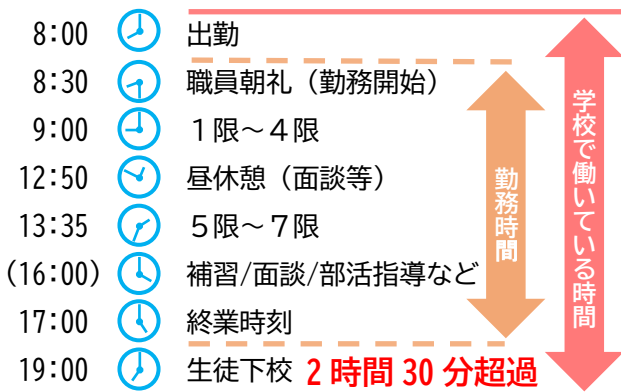 8:00 出勤
8:30 職員朝礼（勤務開始）
9:00 １限～４限
12:50 昼休憩（面談等）
13:35 ５限～７限
(16:00) 補習/面談/部活指導など
17:00 終業時刻
19:00 生徒下校 2時間30分超過
勤務時間
学校で働いている時間